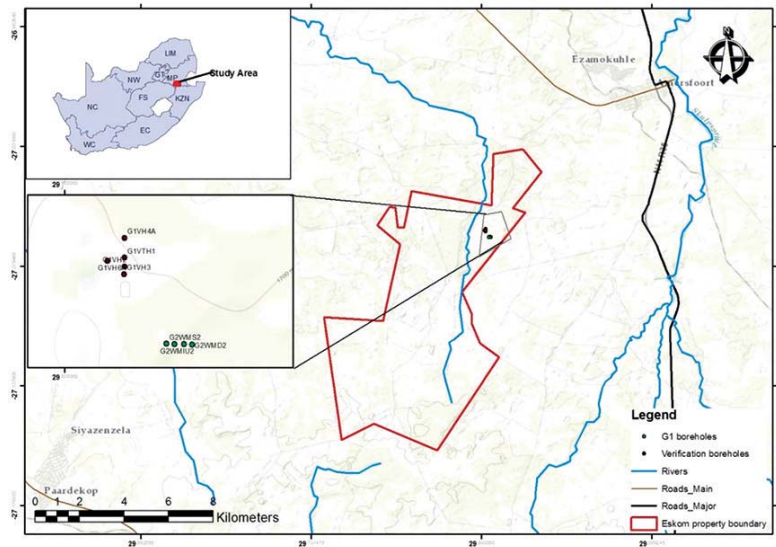 -26
LIM
NW
GT
MP
Study Area
NC
FS
KZN
EC
WC
Ezamokuhle
-27
29
G1VH4A
G1VTH1
G1VH3
G2WMS2
G2WMD2
G2WMIU2
-27
-27
29
Siyazenzela
Paardekop
0 1 2 4 6 8
Kilometers
-27
29
29
29
29
Legend
G1 boreholes
Verification boreholes
Rivers
Roads_Main
Roads_Major
Eskom property boundary